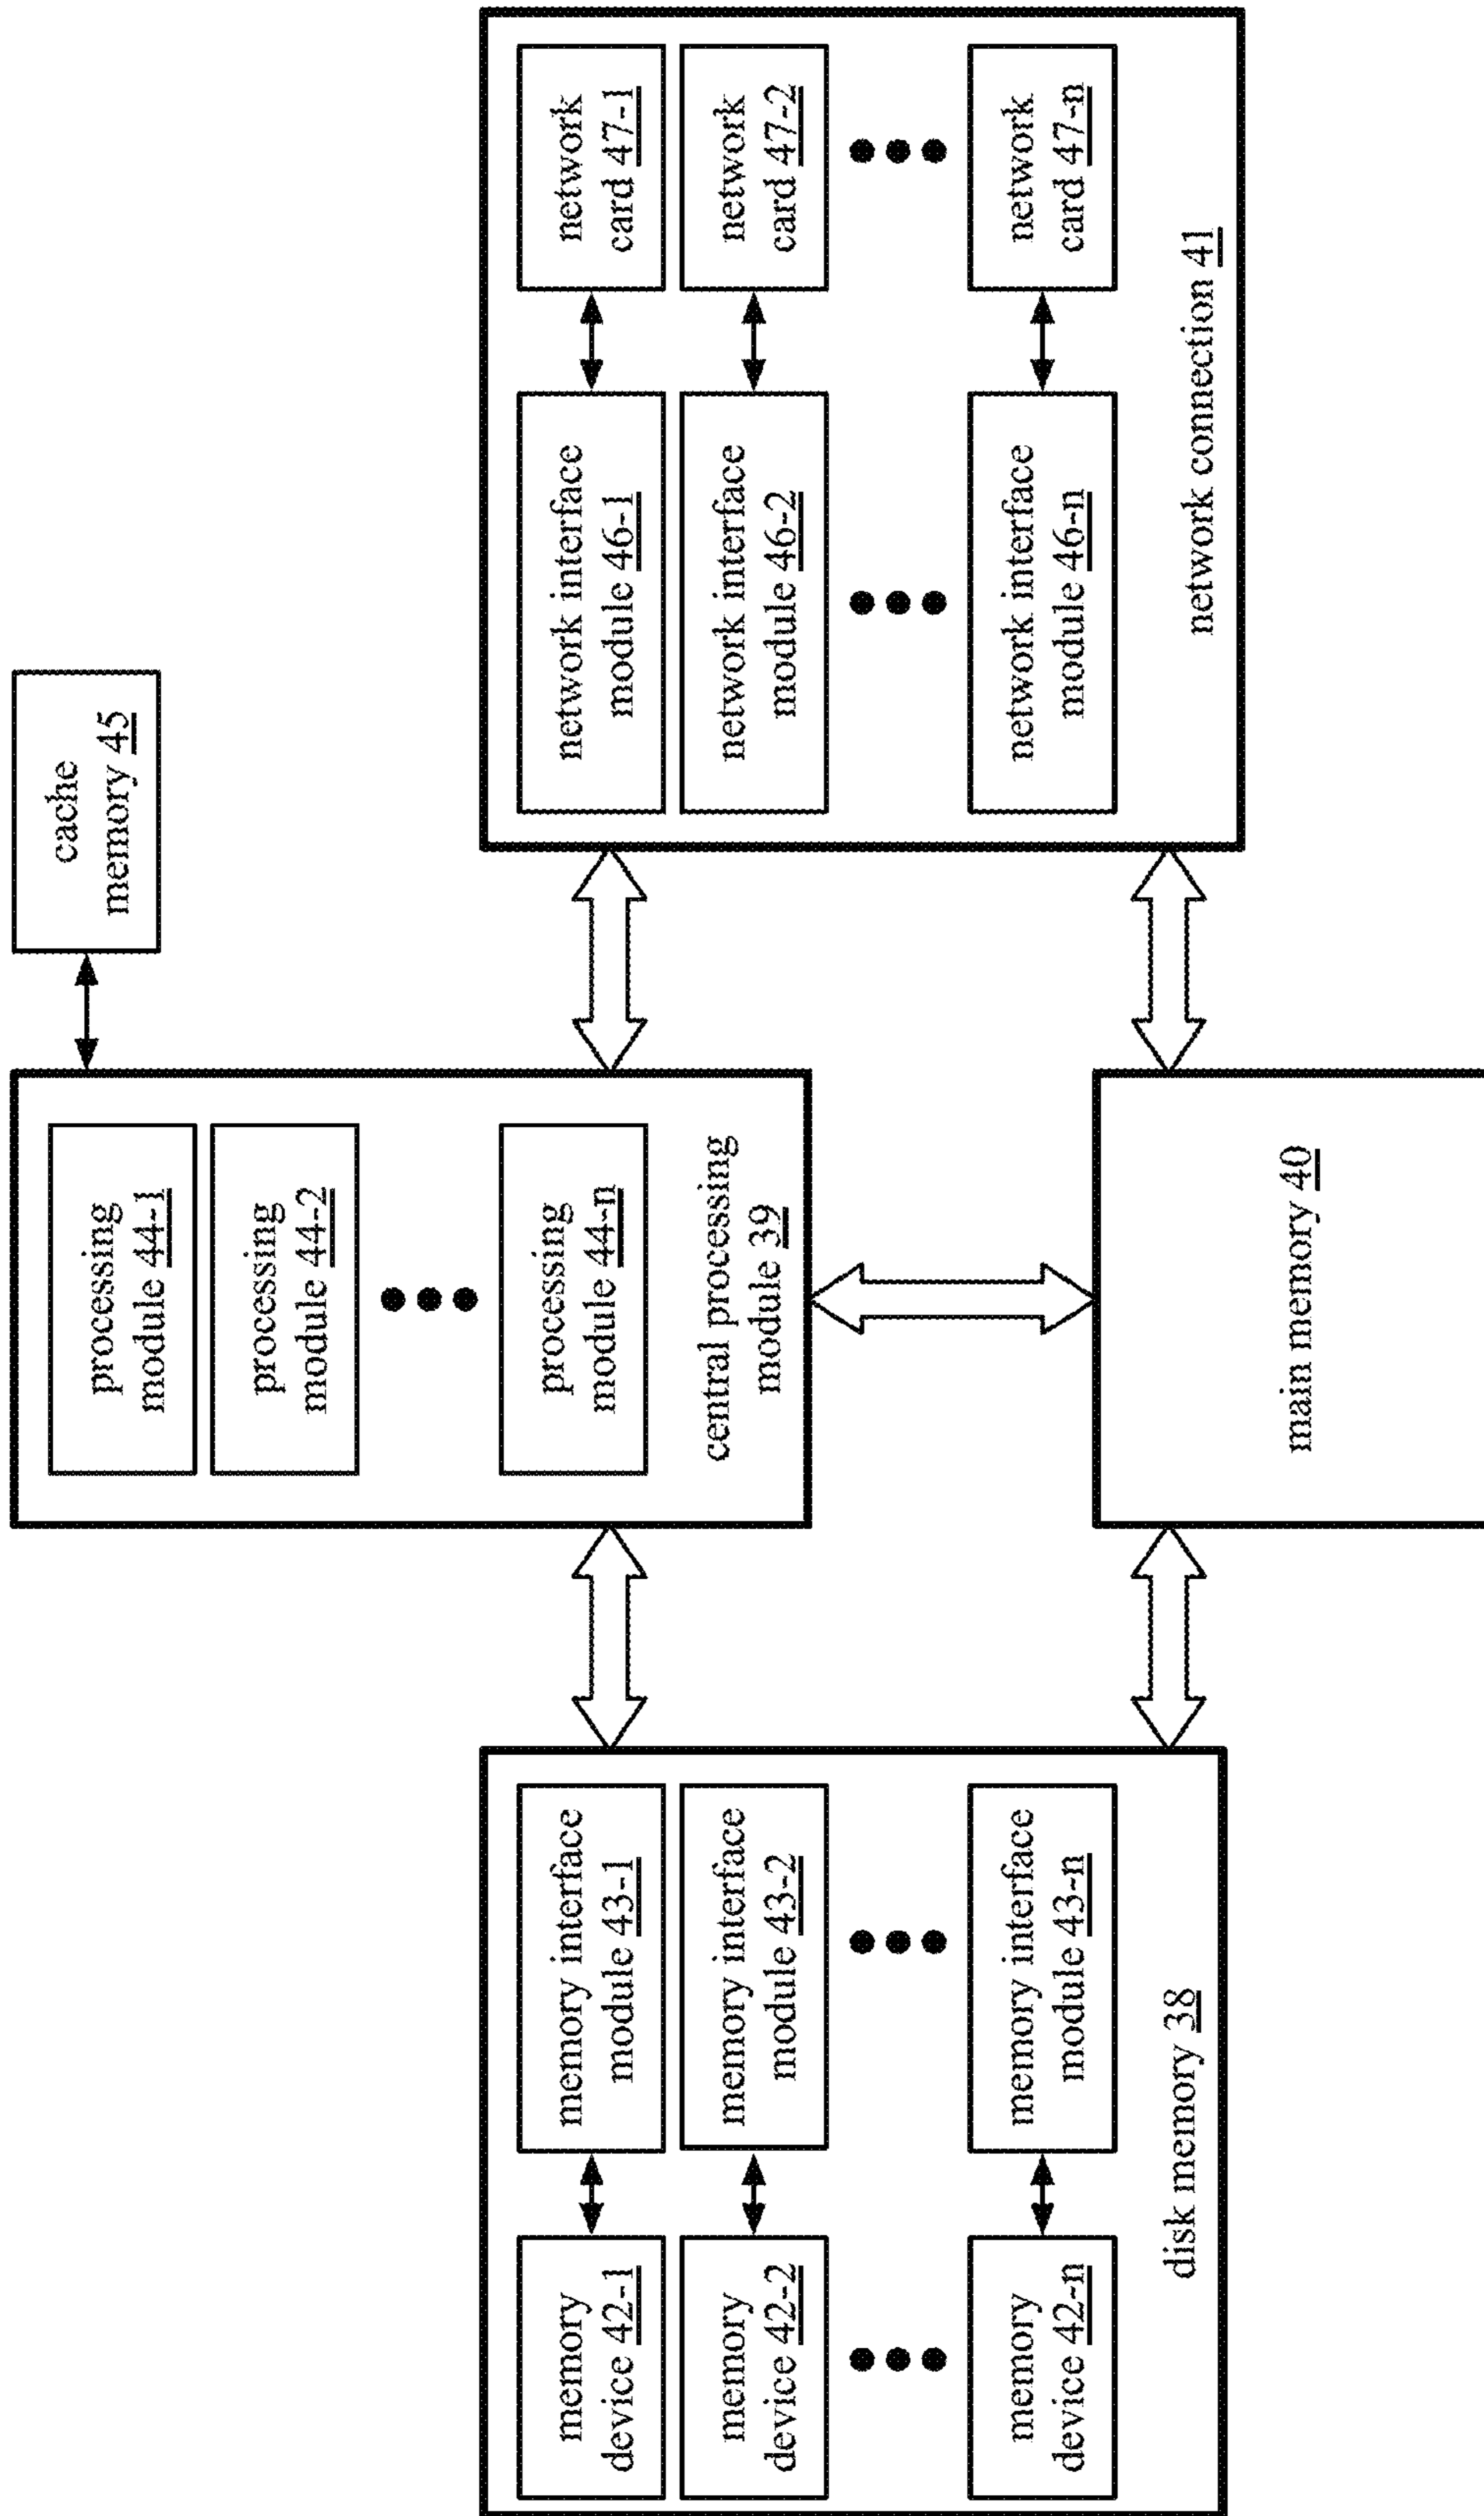 cache
memory 45
processing
module 44-1
processing
module 44-2
processing
module 44-n
central processing
module 39
memory
device 42-1
memory interface
module 43-1
memory
device 42-2
memory interface
module 43-2
memory
device 42-n
memory interface
module 43-n
disk memory 38
network interface
module 46-1
network
card 47-1
network interface
module 46-2
network
card 47-2
network interface
module 46-n
network
card 47-n
network connection 41
main memory 40